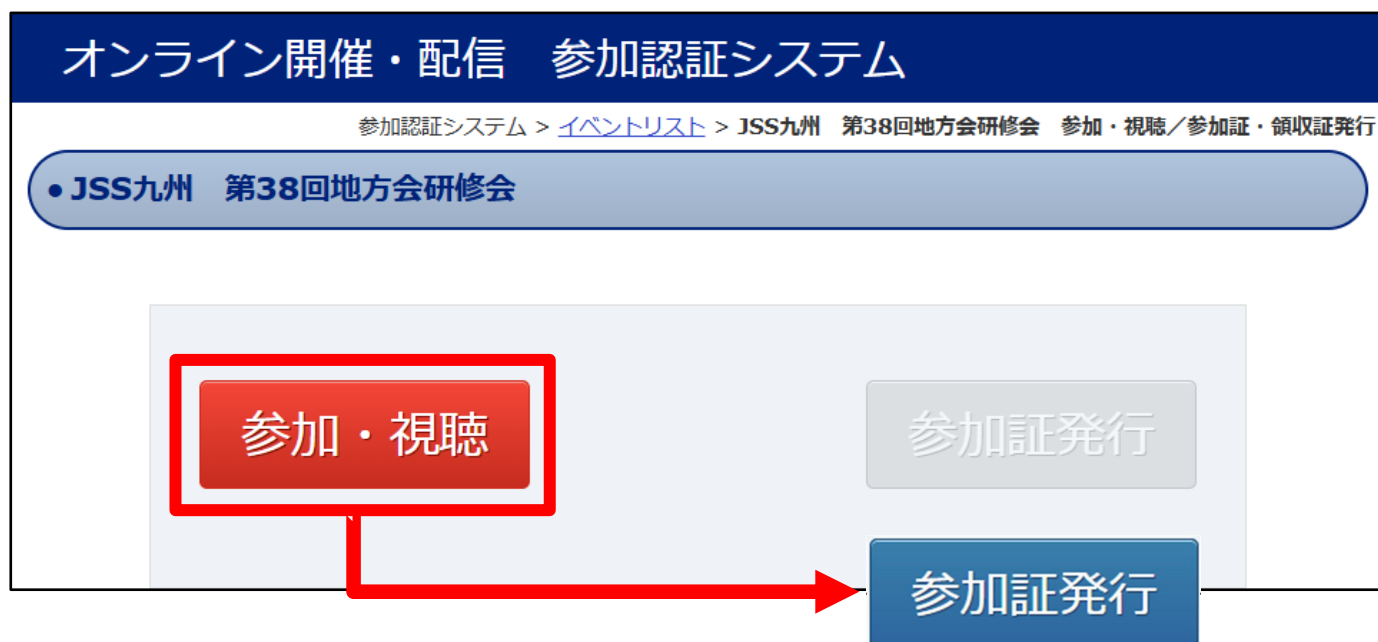 オンライン開催・配信　参加認証システム
参加認証システム > イベントリスト > JSS九州　第38回地方会研修会　参加・視聴／参加証・領収証発行
• JSS九州　第38回地方会研修会
参加・視聴
参加証発行
参加証発行